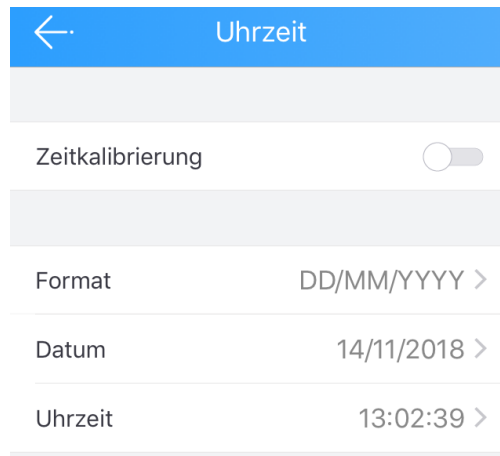 Uhrzeit
Zeitkalibrierung
Format DD/MM/YYYY >
Datum 14/11/2018 >
Uhrzeit 13:02:39 >